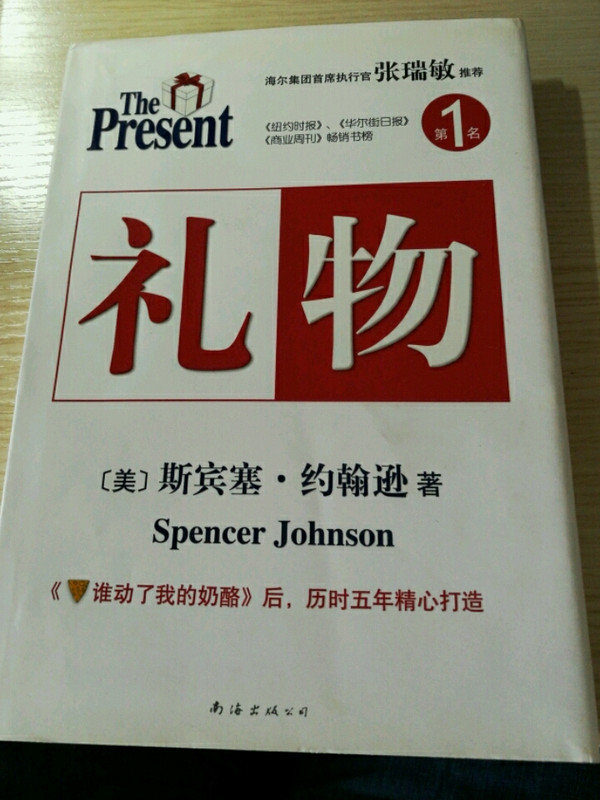 The
Present
海尔集团首席执行官 张瑞敏 推荐
《纽约时报》、《华尔街日报》
《商业周刊》畅销书榜
第1名
礼物
〔美〕斯宾塞·约翰逊 著
Spencer Johnson
《谁动了我的奶酪》后，历时五年精心打造
南海出版公司